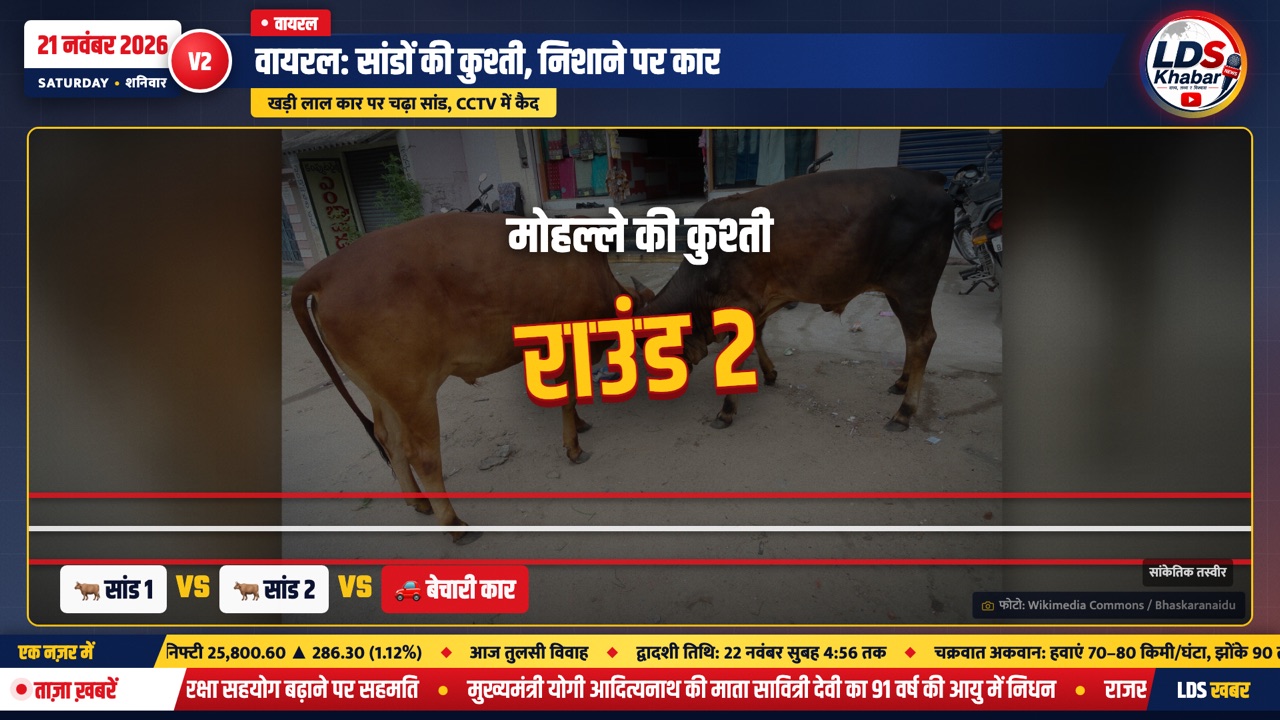 21 नवंबर 2026
SATURDAY • शनिवार
V2
• वायरल
वायरल: सांडों की कुश्ती, निशाने पर कार
खड़ी लाल कार पर चढ़ा सांड, CCTV में कैद
LDS
Khabar
NEWS
मोहल्ले की कुश्ती
राउंड 2
सांड 1 VS सांड 2 VS बेचारी कार
सांकेतिक तस्वीर
फोटो: Wikimedia Commons / Bhaskaranaidu
एक नज़र में
निफ्टी 25,800.60 ▲ 286.30 (1.12%) ♦ आज तुलसी विवाह ♦ द्वादशी तिथि: 22 नवंबर सुबह 4:56 तक ♦ चक्रवात अकवान: हवाएं 70–80 किमी/घंटा, झोंके 90
ताज़ा ख़बरें
रक्षा सहयोग बढ़ाने पर सहमति • मुख्यमंत्री योगी आदित्यनाथ की माता सावित्री देवी का 91 वर्ष की आयु में निधन •
LDS खबर